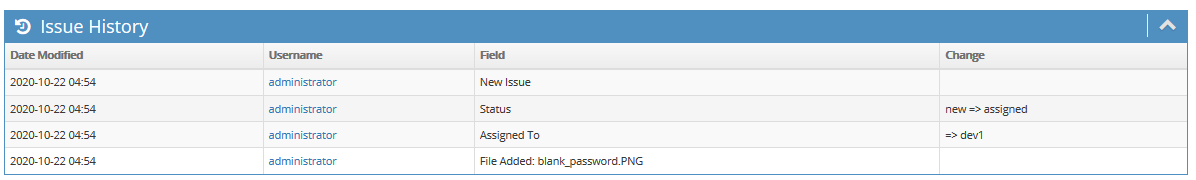 Issue History
Date Modified Username Field Change
2020-10-22 04:54 administrator New Issue
2020-10-22 04:54 administrator Status new => assigned
2020-10-22 04:54 administrator Assigned To => dev1
2020-10-22 04:54 administrator File Added: blank_password.PNG